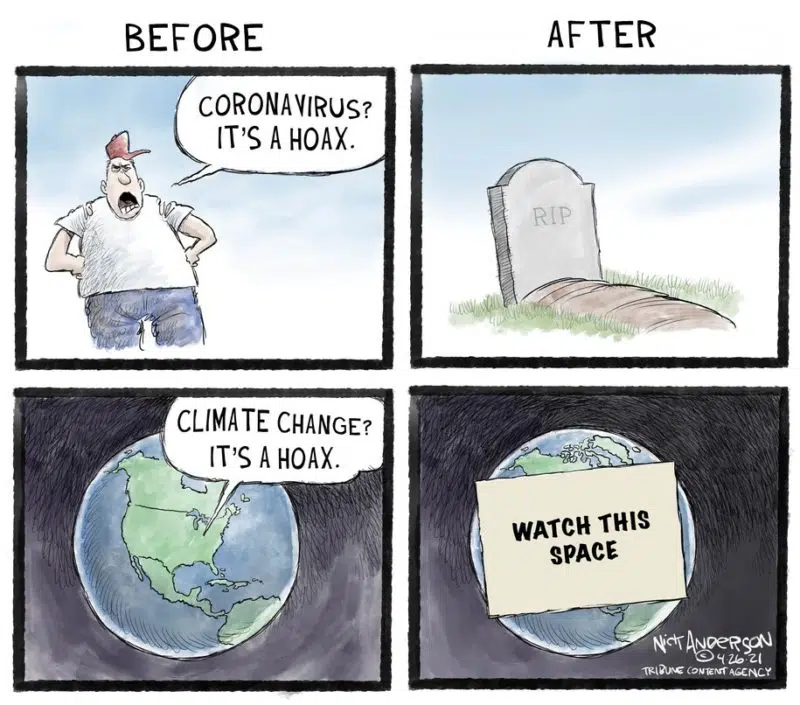 BEFORE
AFTER
CORONAVIRUS?
IT'S A HOAX.
RIP
CLIMATE CHANGE?
IT'S A HOAX.
WATCH THIS
SPACE
NICK ANDERSON
© 4-26-21
TRIBUNE CONTENT AGENCY